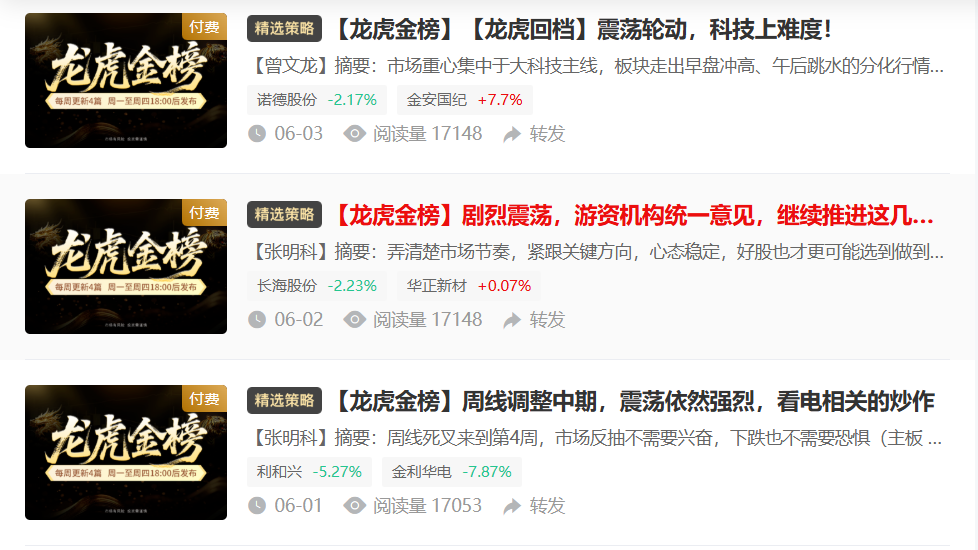 付费
龙虎金榜
每周更新4篇 周一至周四18:00后发布
精选策略 【龙虎金榜】【龙虎回档】震荡轮动，科技上难度！
【曾文龙】摘要：市场重心集中于大科技主线，板块走出早盘冲高、午后跳水的分化行情...
诺德股份 -2.17% 金安国纪 +7.7%
06-03 阅读量 17148 转发
付费
龙虎金榜
每周更新4篇 周一至周四18:00后发布
精选策略 【龙虎金榜】剧烈震荡，游资机构统一意见，继续推进这几...
【张明科】摘要：弄清楚市场节奏，紧跟关键方向，心态稳定，好股也才更可能选到做到...
长海股份 -2.23% 华正新材 +0.07%
06-02 阅读量 17148 转发
付费
龙虎金榜
每周更新4篇 周一至周四18:00后发布
精选策略 【龙虎金榜】周线调整中期，震荡依然强烈，看电相关的炒作
【张明科】摘要：周线死叉来到第4周，市场反抽不需要兴奋，下跌也不需要恐惧（主板 ...
利和兴 -5.27% 金利华电 -7.87%
06-01 阅读量 17053 转发